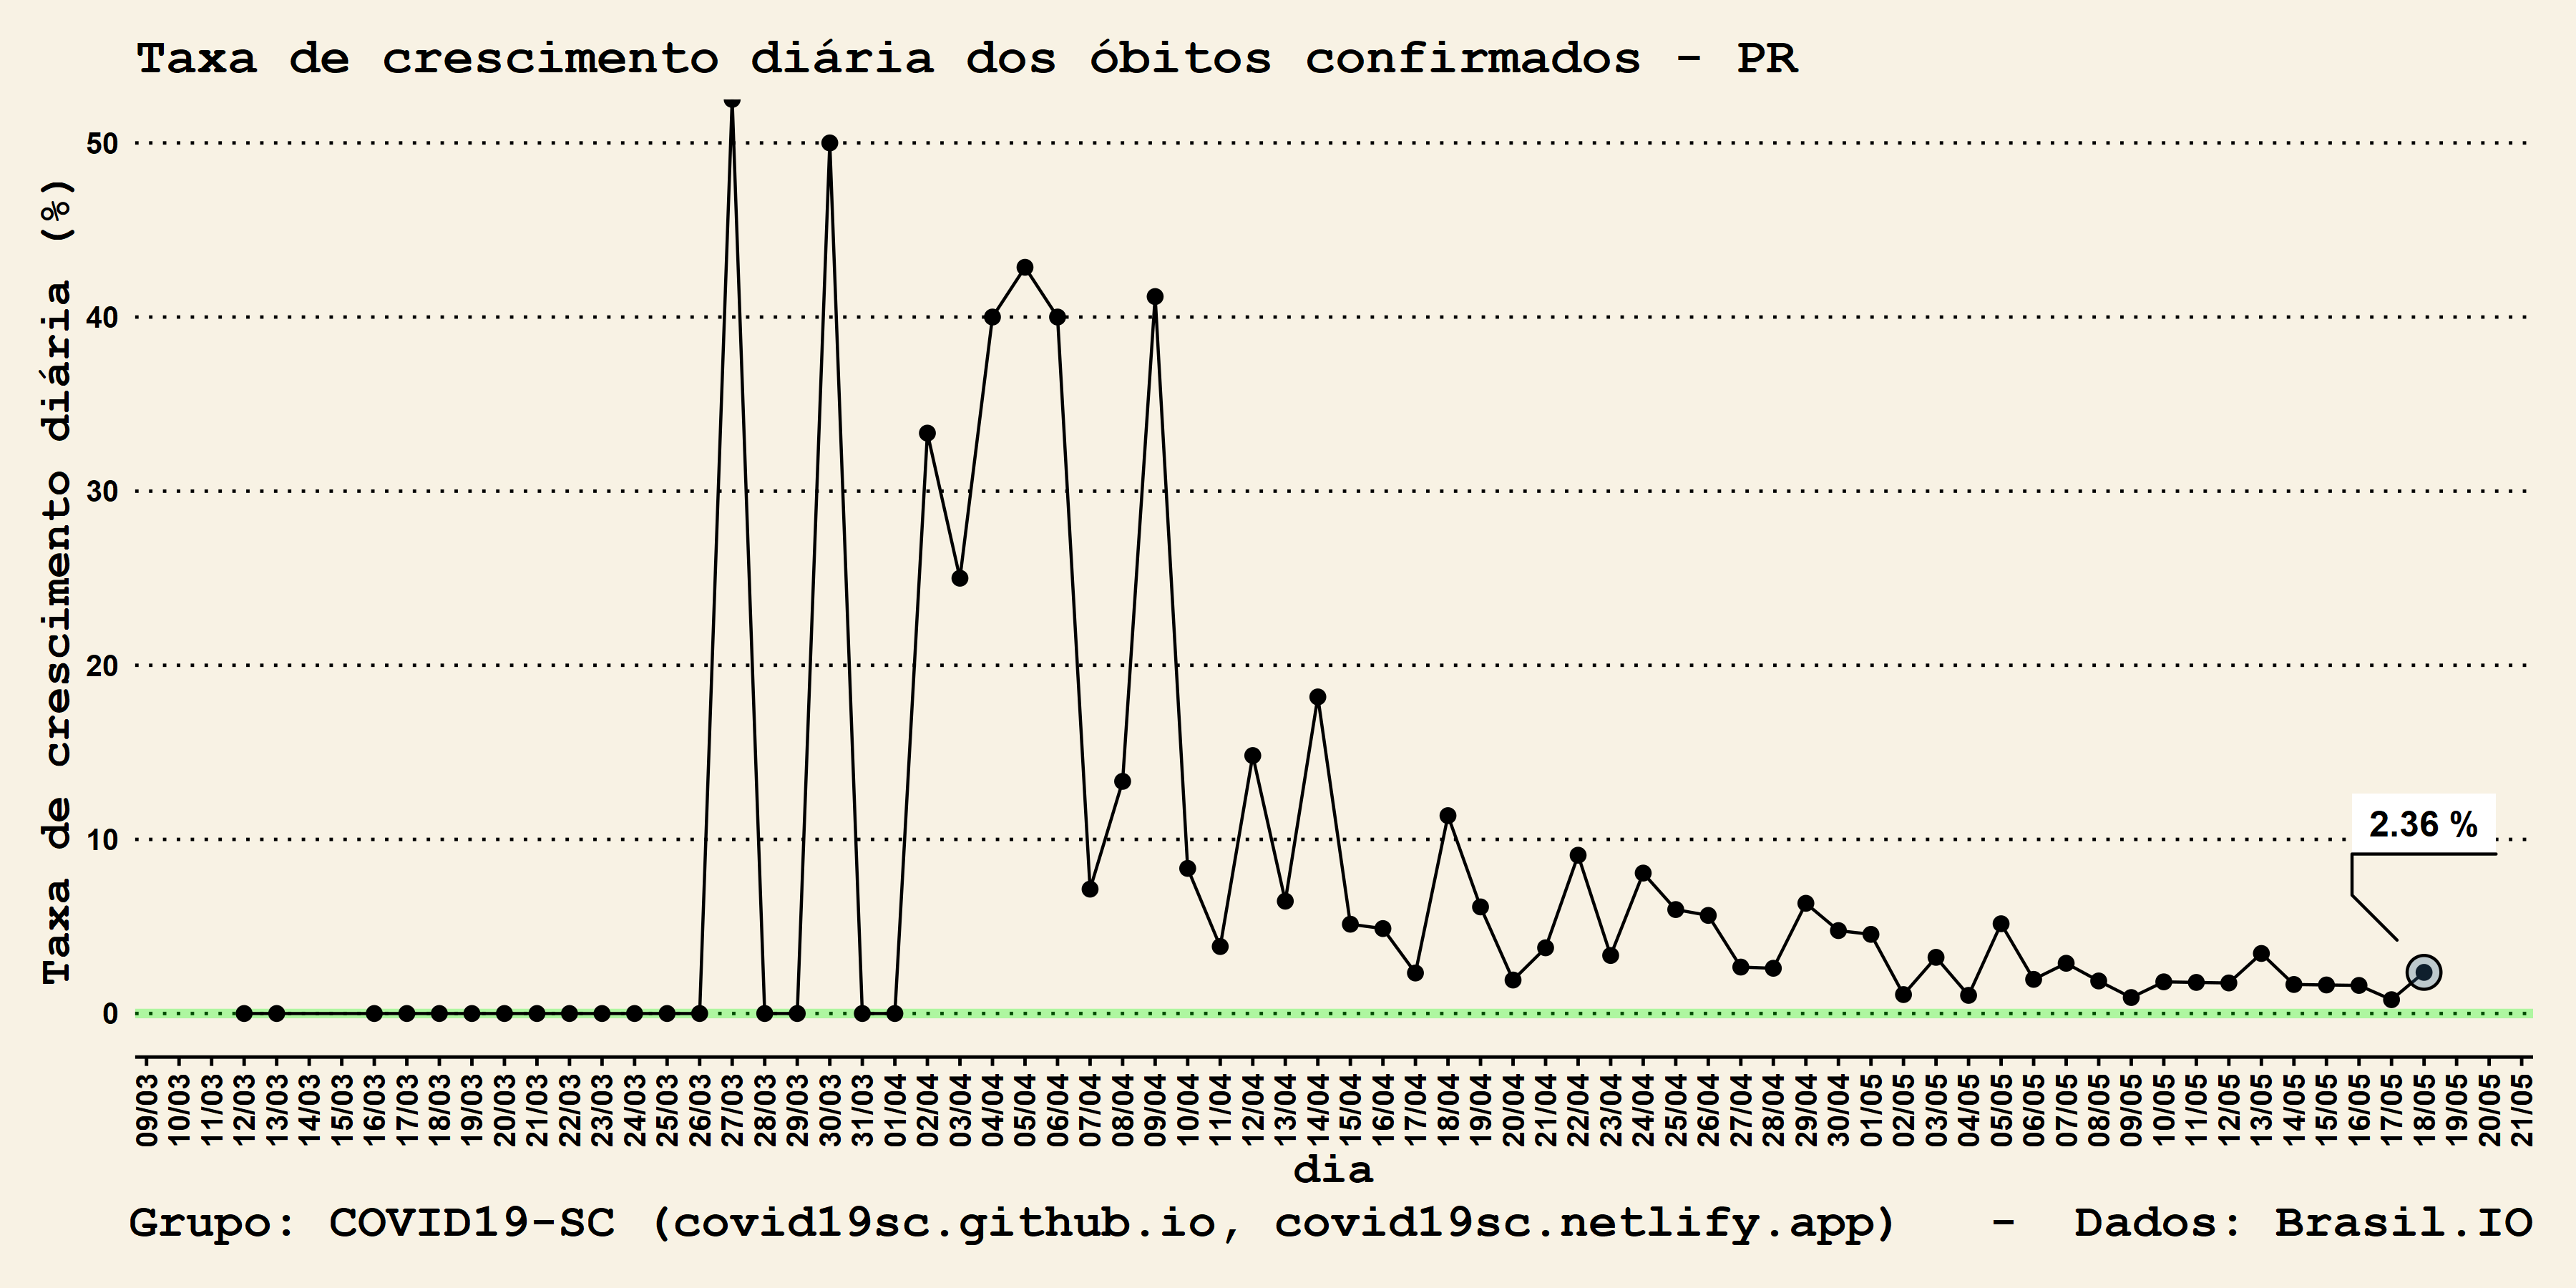 Taxa de crescimento diária dos óbitos confirmados - PR
Taxa de crescimento diária (%)
50
40
30
20
10
0
2.36 %
09/03 10/03 11/03 12/03 13/03 14/03 15/03 16/03 17/03 18/03 19/03 20/03 21/03 22/03 23/03 24/03 25/03 26/03 27/03 28/03 29/03 30/03 31/03 01/04 02/04 03/04 04/04 05/04 06/04 07/04 08/04 09/04 10/04 11/04 12/04 13/04 14/04 15/04 16/04 17/04 18/04 19/04 20/04 21/04 22/04 23/04 24/04 25/04 26/04 27/04 28/04 29/04 30/04 01/05 02/05 03/05 04/05 05/05 06/05 07/05 08/05 09/05 10/05 11/05 12/05 13/05 14/05 15/05 16/05 17/05 18/05 19/05 20/05 21/05
dia
Grupo: COVID19-SC (covid19sc.github.io, covid19sc.netlify.app) - Dados: Brasil.IO